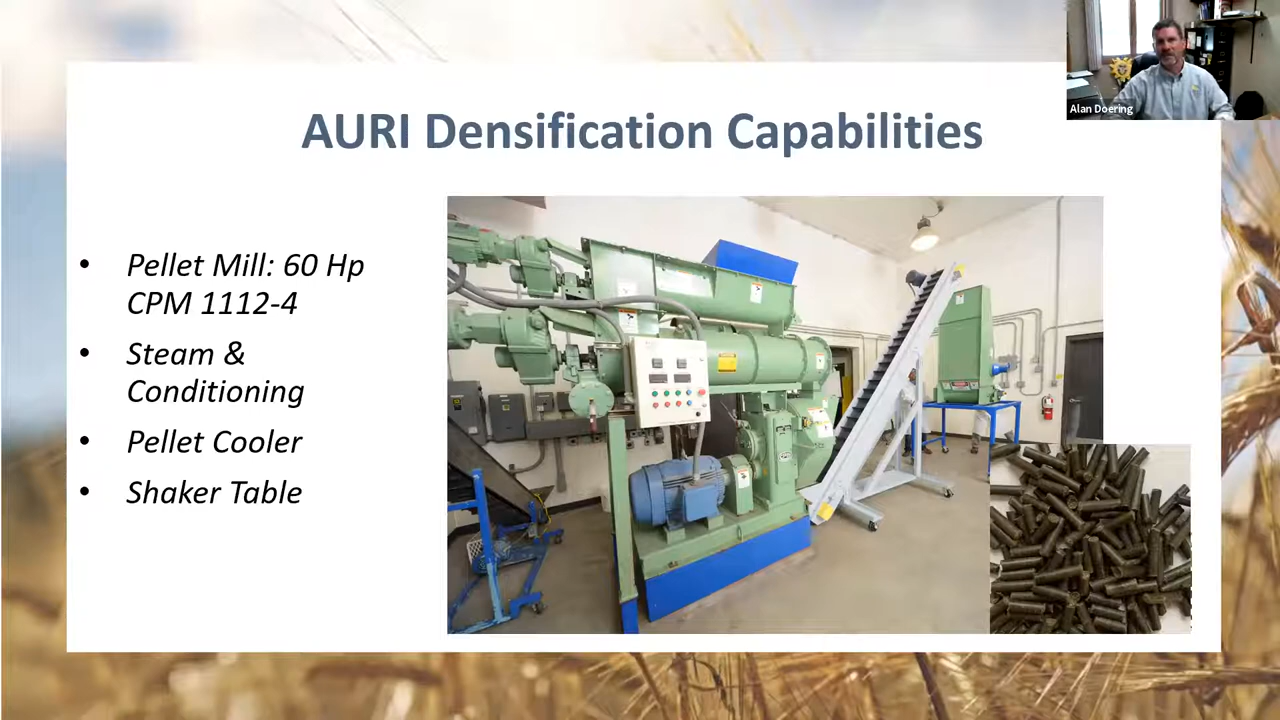 Alan Doering
AURI Densification Capabilities
• Pellet Mill: 60 Hp
CPM 1112-4
• Steam &
Conditioning
• Pellet Cooler
• Shaker Table